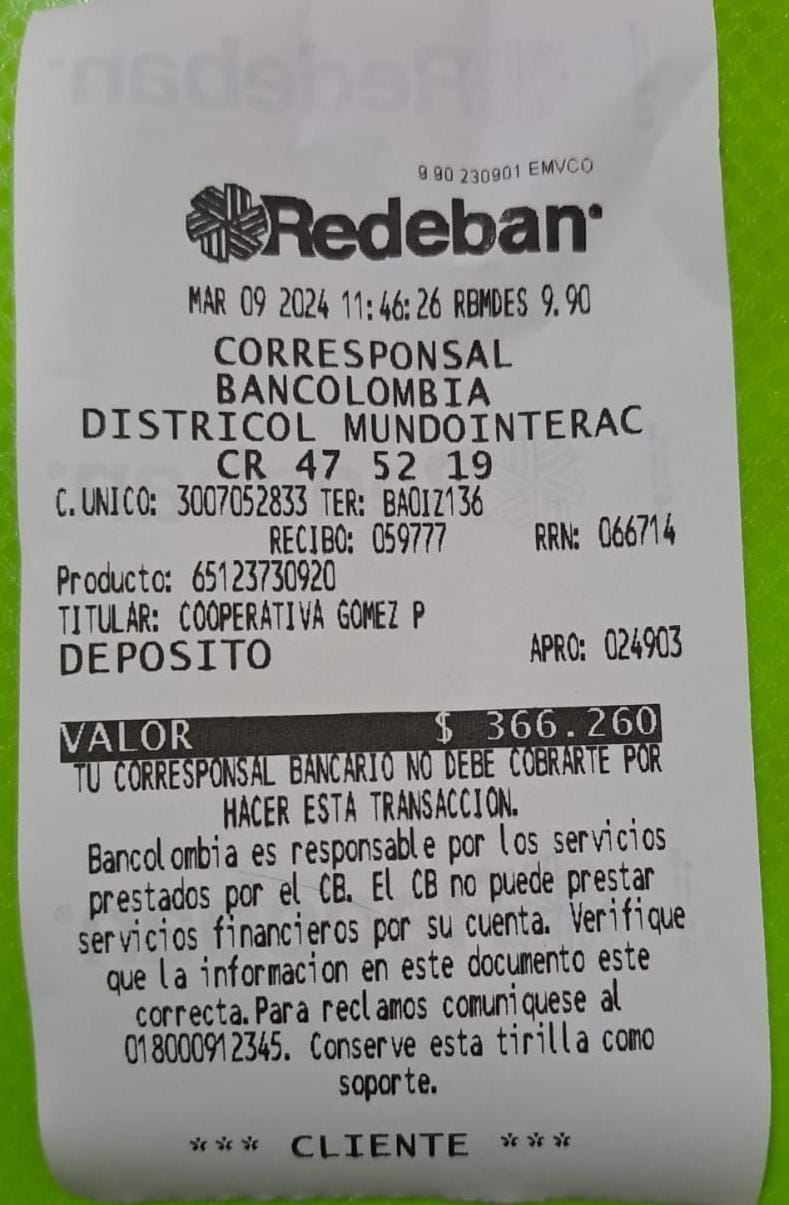 9.90 230901 EMVCO
Redeban
MAR 09 2024 11:46:26 RBMDES 9.90
CORRESPONSAL
BANCOLOMBIA
DISTRICOL MUNDOINTERAC
CR 47 52 19
C.UNICO: 3007052833 TER: BAOIZ136
RECIBO: 059777 RRN: 066714
Producto: 65123730920
TITULAR: COOPERATIVA GOMEZ P
DEPOSITO APRO: 024903
VALOR $ 366.260
TU CORRESPONSAL BANCARIO NO DEBE COBRARTE POR
HACER ESTA TRANSACCION.
Bancolombia es responsable por los servicios
prestados por el CB. El CB no puede prestar
servicios financieros por su cuenta. Verifique
que la informacion en este documento este
correcta.Para reclamos comuniquese al
018000912345. Conserve esta tirilla como
soporte.
*** CLIENTE ***